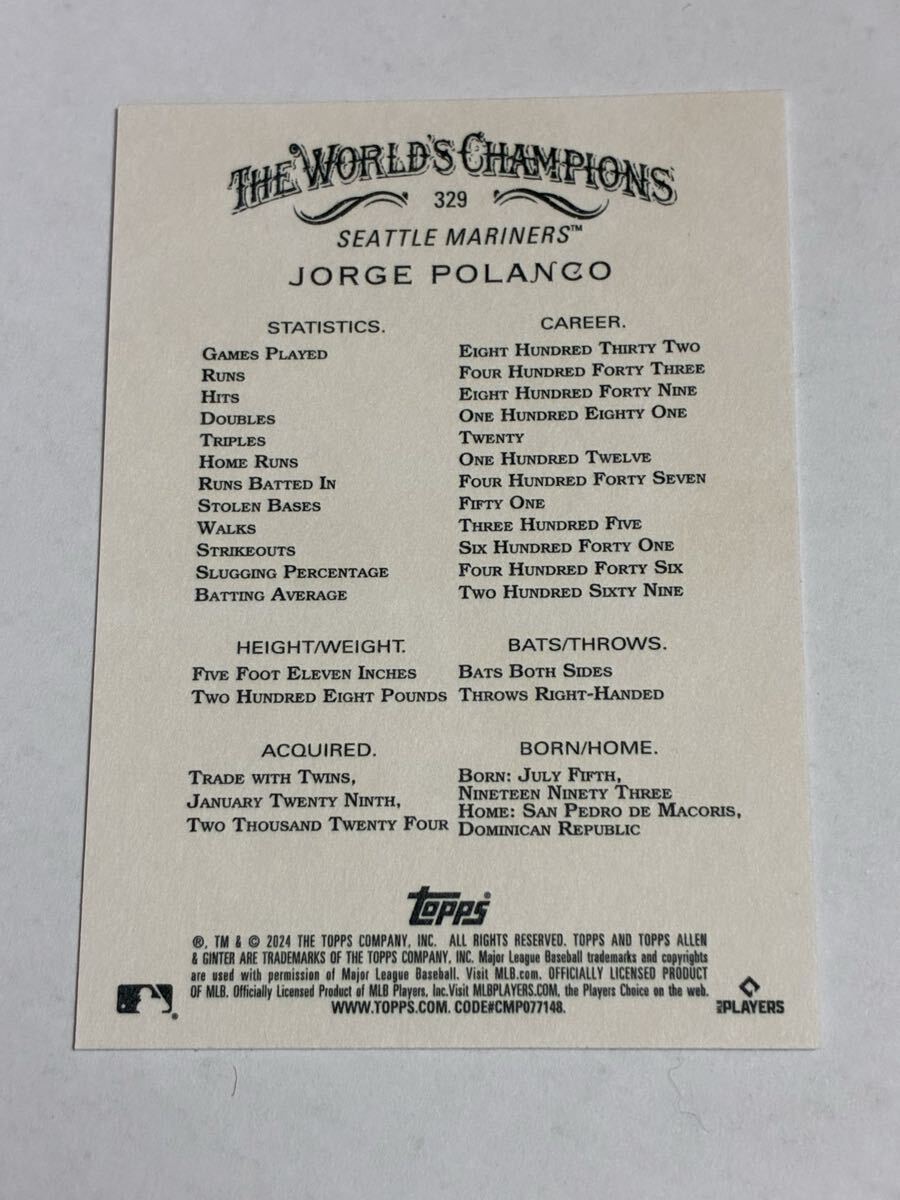 THE WORLD'S CHAMPIONS
329
SEATTLE MARINERS™
JORGE POLANCO
STATISTICS. CAREER.
GAMES PLAYED EIGHT HUNDRED THIRTY TWO
RUNS FOUR HUNDRED FORTY THREE
HITS EIGHT HUNDRED FORTY NINE
DOUBLES ONE HUNDRED EIGHTY ONE
TRIPLES TWENTY
HOME RUNS ONE HUNDRED TWELVE
RUNS BATTED IN FOUR HUNDRED FORTY SEVEN
STOLEN BASES FIFTY ONE
WALKS THREE HUNDRED FIVE
STRIKEOUTS SIX HUNDRED FORTY ONE
SLUGGING PERCENTAGE FOUR HUNDRED FORTY SIX
BATTING AVERAGE TWO HUNDRED SIXTY NINE
HEIGHT/WEIGHT. BATS/THROWS.
FIVE FOOT ELEVEN INCHES BATS BOTH SIDES
TWO HUNDRED EIGHT POUNDS THROWS RIGHT-HANDED
ACQUIRED. BORN/HOME.
TRADE WITH TWINS, BORN: JULY FIFTH,
JANUARY TWENTY NINTH, NINETEEN NINETY THREE
TWO THOUSAND TWENTY FOUR HOME: SAN PEDRO DE MACORIS,
DOMINICAN REPUBLIC
TOPPS®
®, TM & © 2024 THE TOPPS COMPANY, INC. ALL RIGHTS RESERVED. TOPPS AND TOPPS ALLEN
& GINTER ARE TRADEMARKS OF THE TOPPS COMPANY, INC. Major League Baseball trademarks and copyrights
are used with permission of Major League Baseball. Visit MLB.com. OFFICIALLY LICENSED PRODUCT
OF MLB. Officially Licensed Product of MLB Players, Inc.Visit MLBPLAYERS.COM, the Players Choice on the web.
WWW.TOPPS.COM. CODE#CMP077148.
MLB PLAYERS